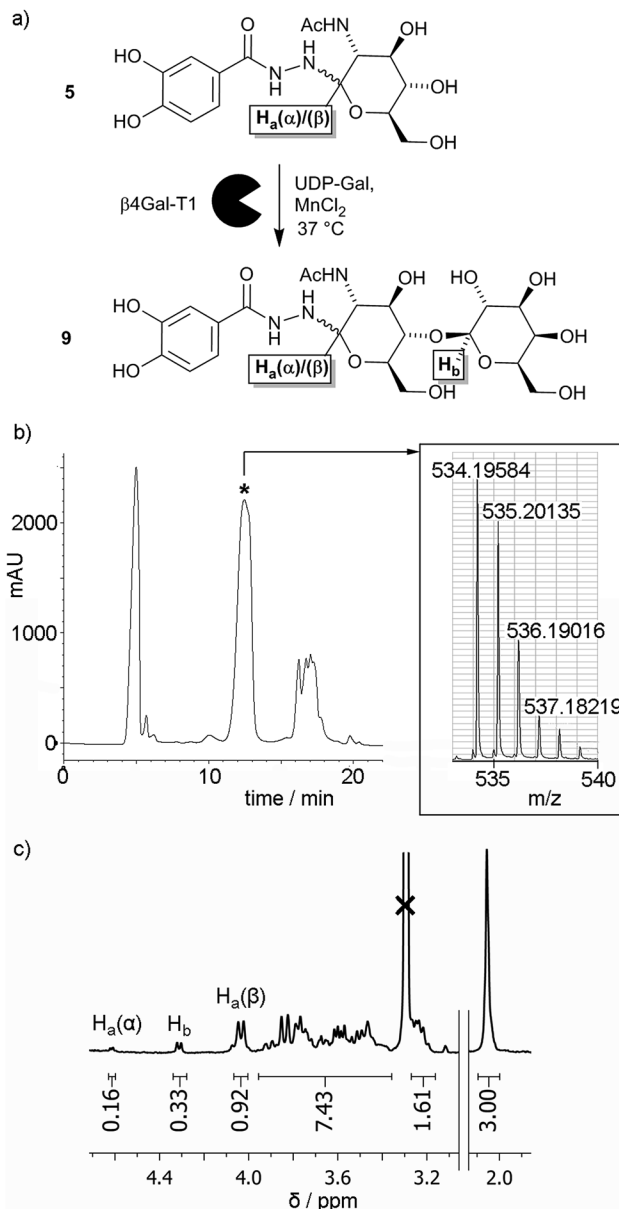 a)
AcHN
OH
O
H
N
N
H
HO
HO
OH
O
OH
5
Hₐ(α)/(β)
β4Gal-T1
UDP-Gal,
MnCl₂
37 °C
AcHN
OH
HO
OH
O
H
N
N
H
HO
HO
O
O
OH
O
OH
OH
9
Hₐ(α)/(β)
H_b
b)
*
534.19584
535.20135
536.19016
537.18219
2000
1000
0
mAU
0
10
20
time / min
535
540
m/z
c)
Hₐ(α)
H_b
Hₐ(β)
0.16
0.33
0.92
7.43
1.61
3.00
4.4
4.0
3.6
3.2
2.0
δ / ppm